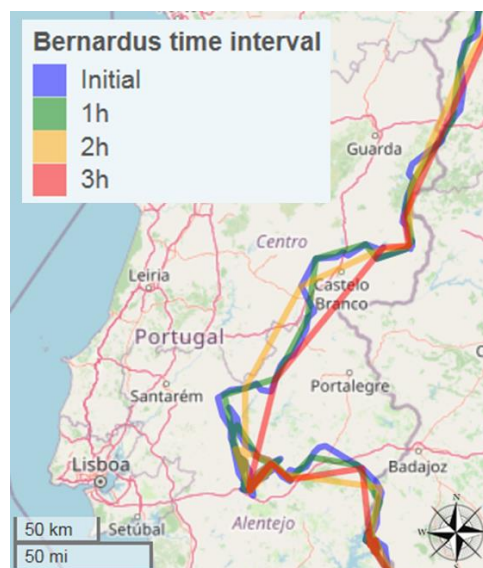 Bernardus time interval
Initial
1h
2h
3h
Guarda
Centro
Leiria
Castelo
Branco
Portugal
Santarém
Portalegre
Lisboa
Badajoz
Setúbal
Alentejo
50 km
50 mi
N
W
E
S